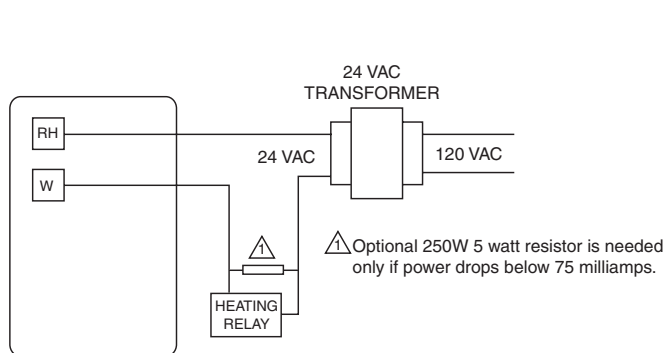 24 VAC
TRANSFORMER
RH
24 VAC
120 VAC
W
1
1 Optional 250W 5 watt resistor is needed
only if power drops below 75 milliamps.
HEATING
RELAY